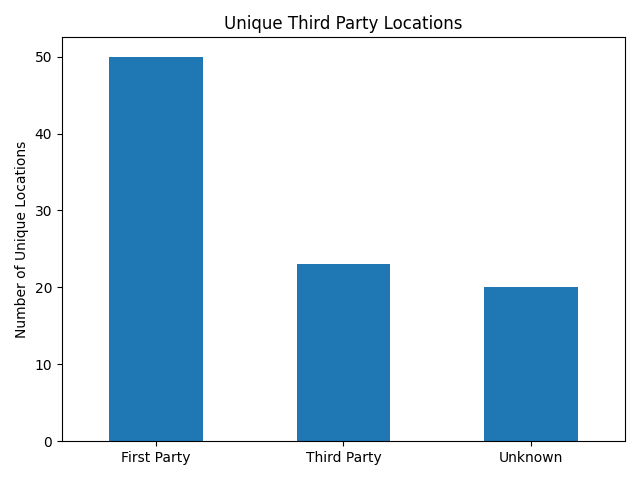 Unique Third Party Locations
Number of Unique Locations
50
40
30
20
10
0
First Party
Third Party
Unknown